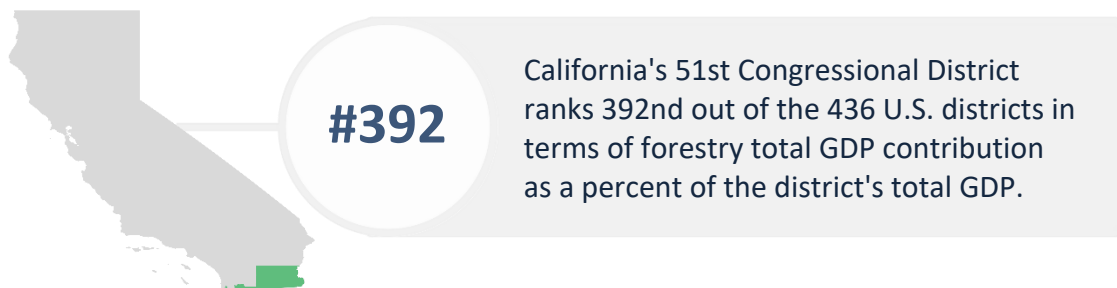 #392
California's 51st Congressional District
ranks 392nd out of the 436 U.S. districts in
terms of forestry total GDP contribution
as a percent of the district's total GDP.